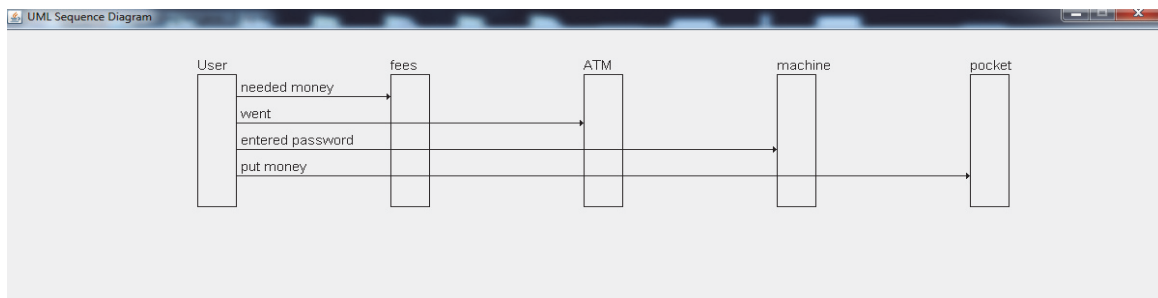 UML Sequence Diagram
User fees ATM machine pocket
needed money
went
entered password
put money